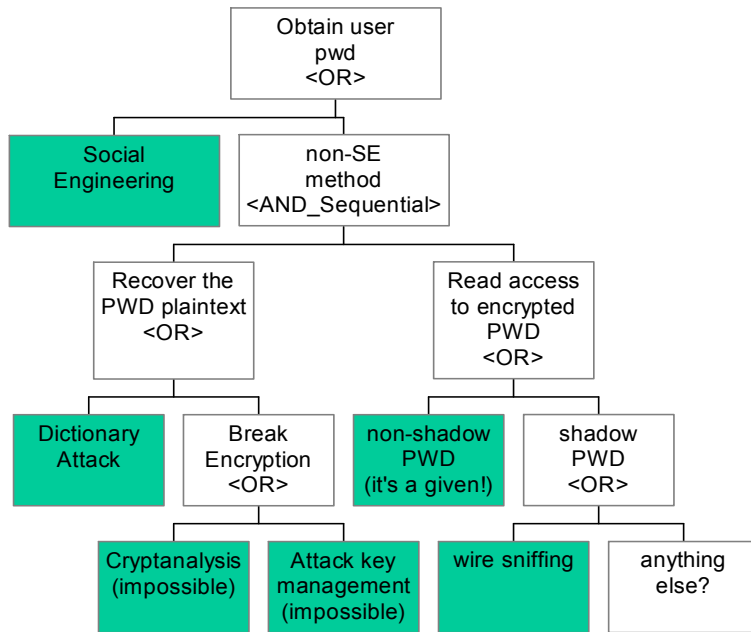 Obtain user
pwd
<OR>
Social
Engineering
non-SE
method
<AND_Sequential>
Recover the
PWD plaintext
<OR>
Read access
to encrypted
PWD
<OR>
Dictionary
Attack
Break
Encryption
<OR>
non-shadow
PWD
(it's a given!)
shadow
PWD
<OR>
Cryptanalysis
(impossible)
Attack key
management
(impossible)
wire sniffing
anything
else?